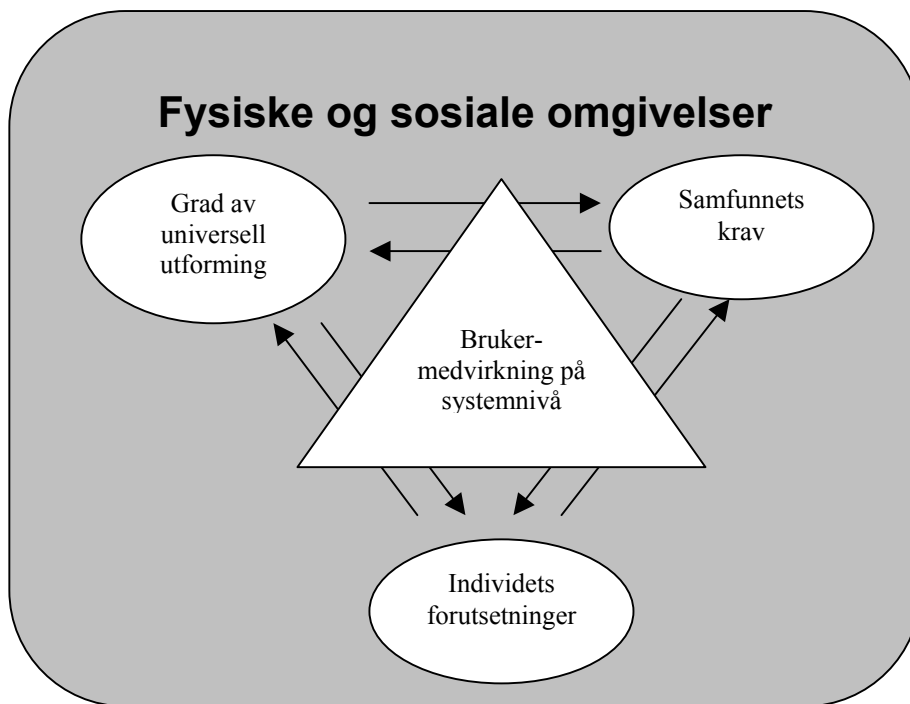 Fysiske og sosiale omgivelser
Grad av
universell
utforming
Samfunnets
krav
Bruker-
medvirkning på
systemnivå
Individets
forutsetninger